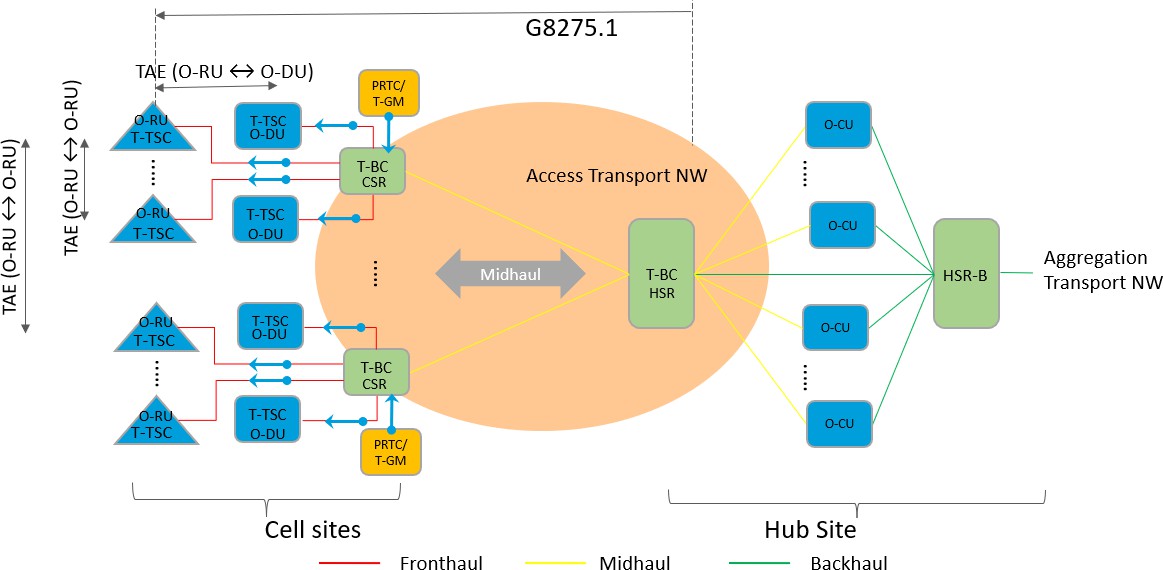 G8275.1
TAE (O-RU ↔ O-DU)
TAE (O-RU ↔ O-RU)
TAE (O-RU ↔ O-RU)
PRTC/
T-GM
O-RU
T-TSC
T-TSC
O-DU
T-BC
CSR
O-RU
T-TSC
T-TSC
O-DU
Access Transport NW
Midhaul
T-BC
HSR
O-CU
O-CU
O-CU
O-CU
HSR-B
Aggregation
Transport NW
O-RU
T-TSC
T-TSC
O-DU
T-BC
CSR
O-RU
T-TSC
T-TSC
O-DU
PRTC/
T-GM
Cell sites
Hub Site
Fronthaul
Midhaul
Backhaul